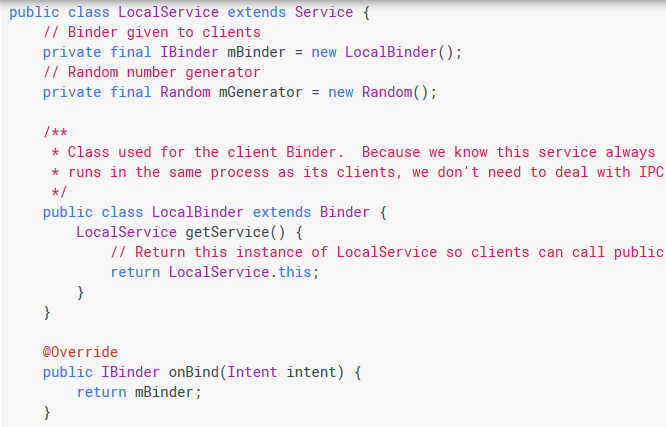 public class LocalService extends Service {
    // Binder given to clients
    private final IBinder mBinder = new LocalBinder();
    // Random number generator
    private final Random mGenerator = new Random();

    /**
     * Class used for the client Binder.  Because we know this service always
     * runs in the same process as its clients, we don't need to deal with IPC
     */
    public class LocalBinder extends Binder {
        LocalService getService() {
            // Return this instance of LocalService so clients can call public
            return LocalService.this;
        }
    }

    @Override
    public IBinder onBind(Intent intent) {
        return mBinder;
    }